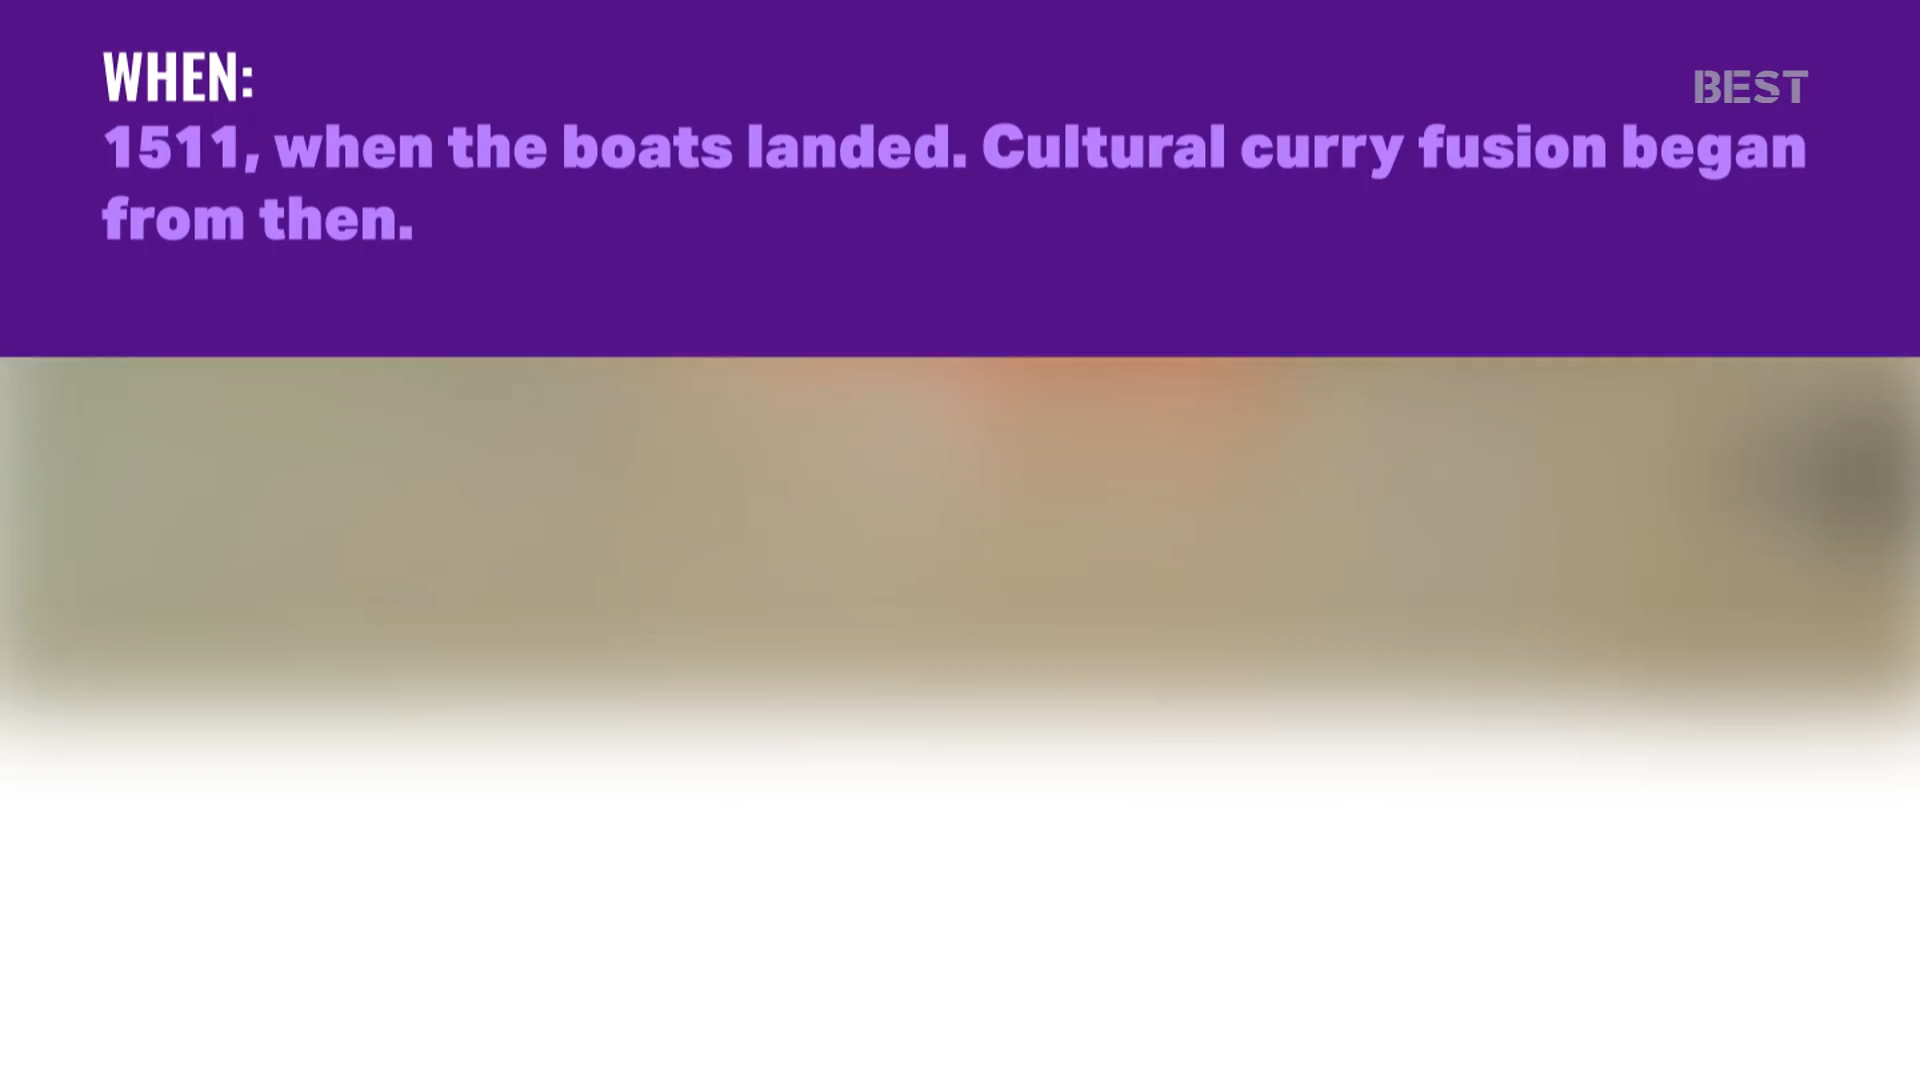 WHEN:
BEST
1511, when the boats landed. Cultural curry fusion began
from then.